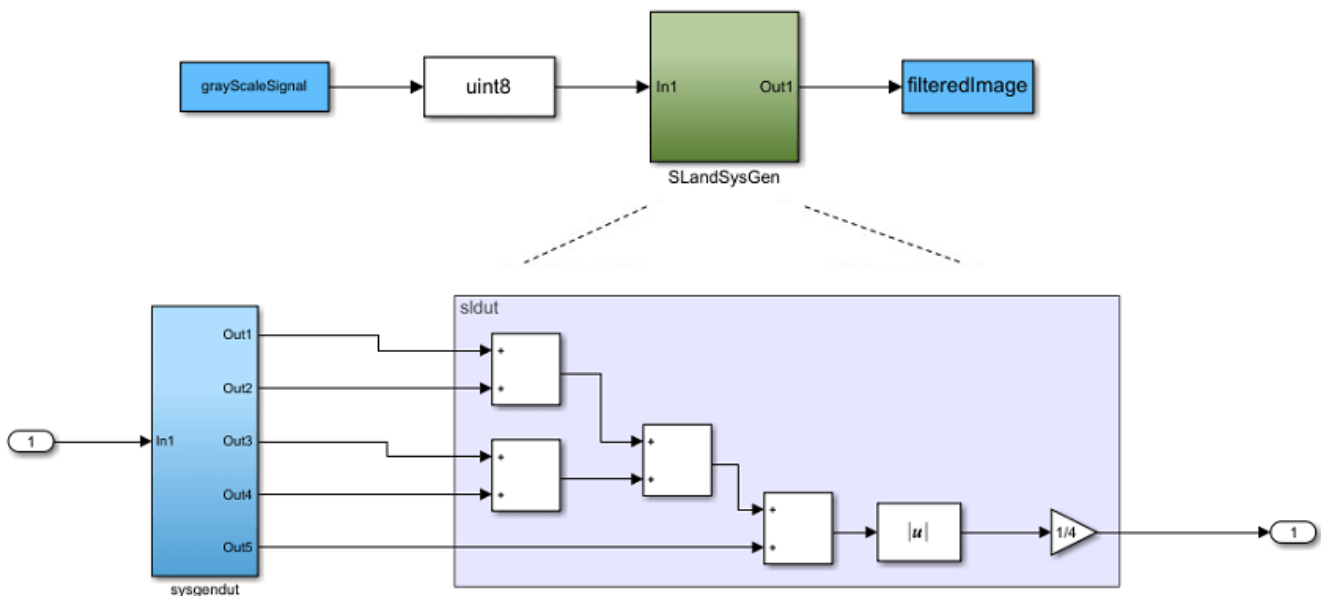 grayScaleSignal
uint8
In1
Out1
filteredImage
SLandSysGen
sldut
1
In1
Out1
Out2
Out3
Out4
Out5
sysgendut
+
+
+
+
+
+
+
+
|u|
1/4
1